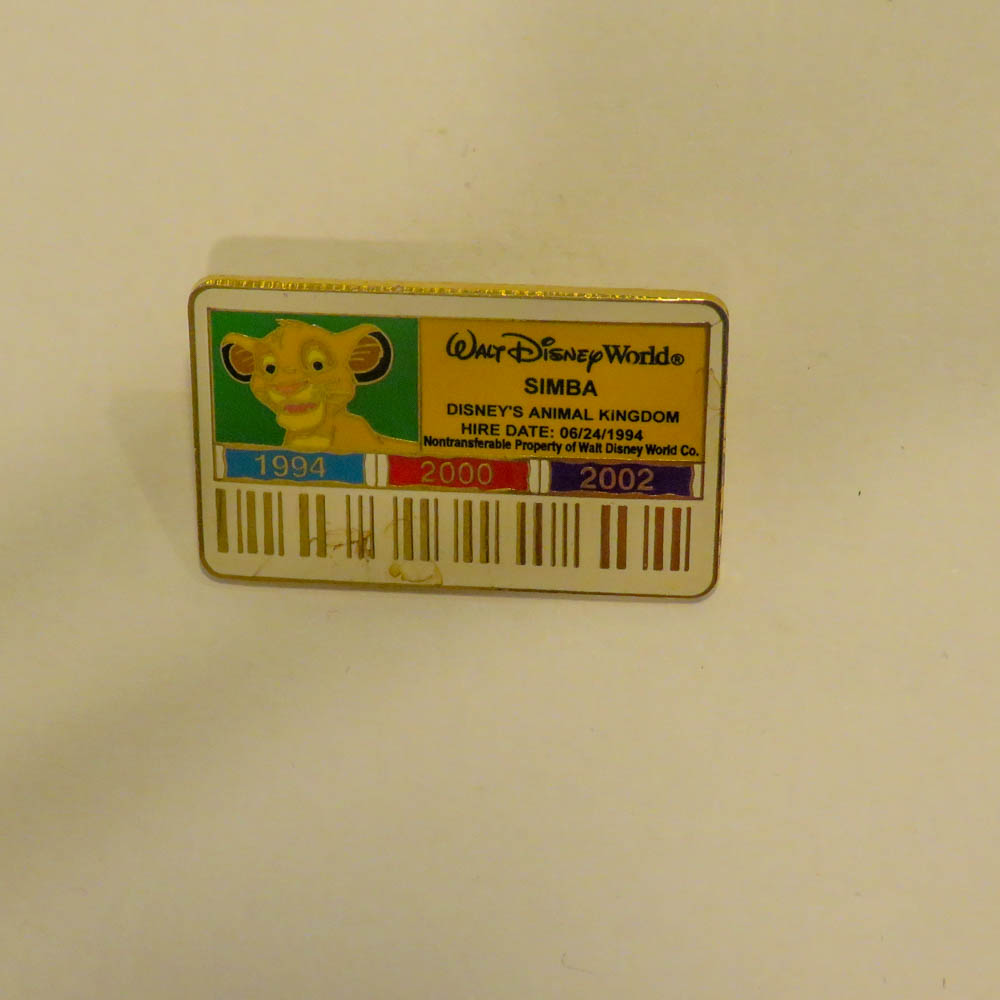 Walt Disney World®
SIMBA
DISNEY'S ANIMAL KINGDOM
HIRE DATE: 06/24/1994
Nontransferable Property of Walt Disney World Co.
1994 2000 2002